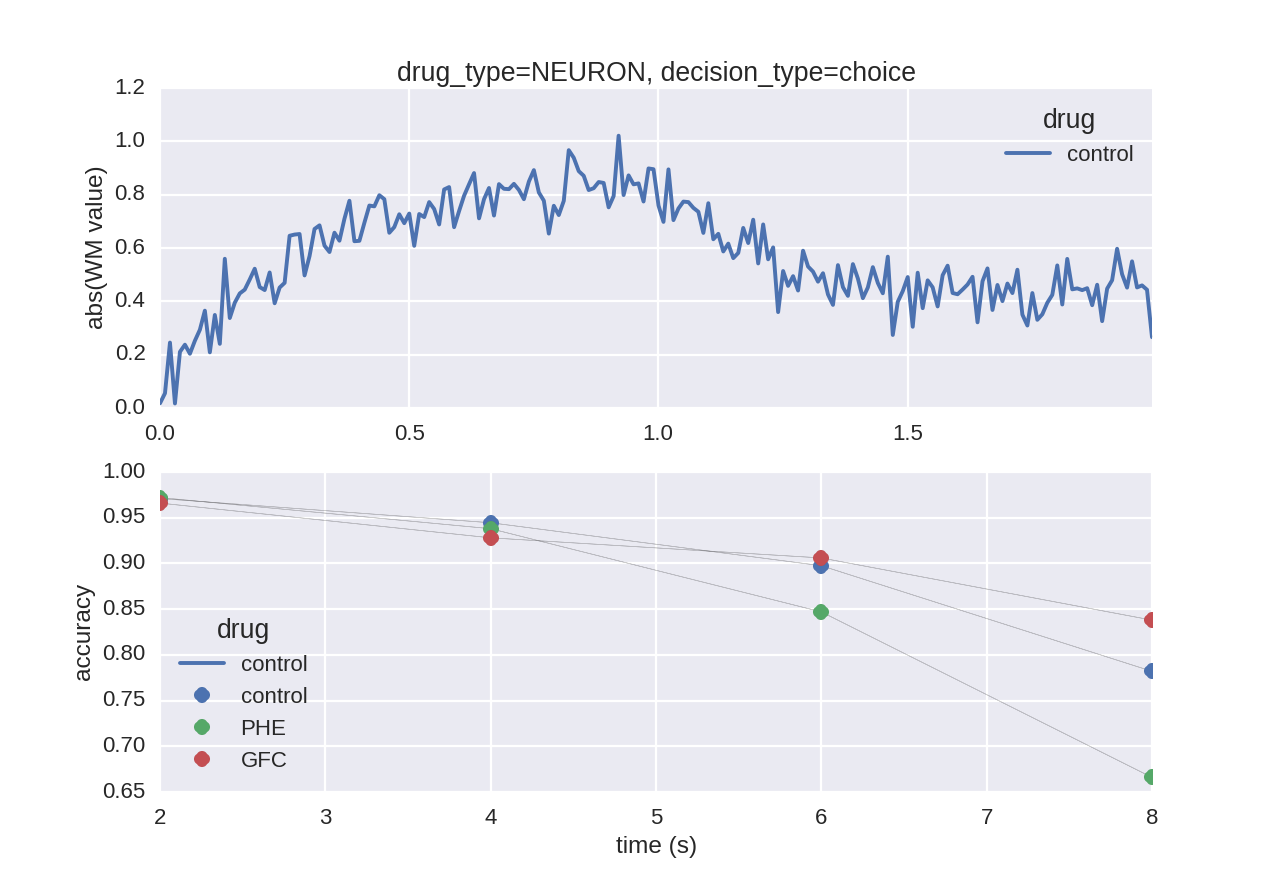 drug_type=NEURON, decision_type=choice
1.2
1.0
0.8
0.6
0.4
0.2
0.0
abs(WM value)
drug
control
0.0 0.5 1.0 1.5
1.00
0.95
0.90
0.85
0.80
0.75
0.70
0.65
accuracy
drug
control
control
PHE
GFC
2 3 4 5 6 7 8
time (s)